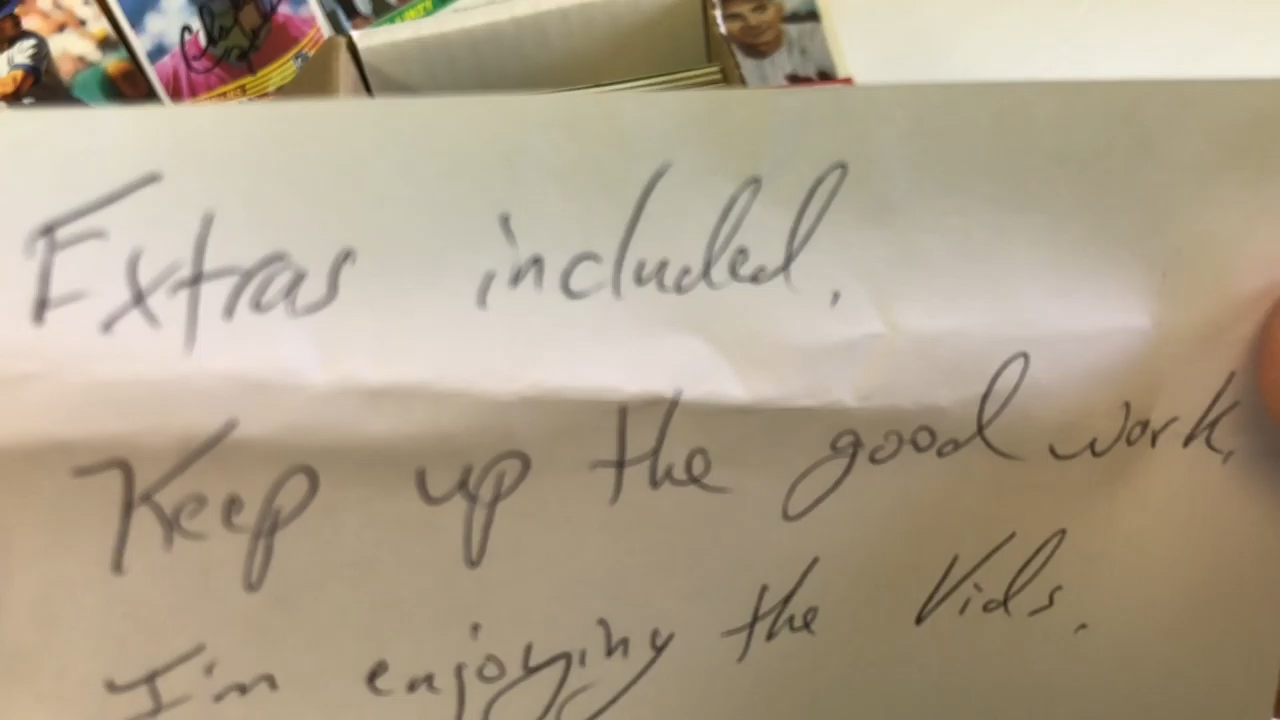 Extras included.
Keep up the good work.
I'm enjoying the Vids.